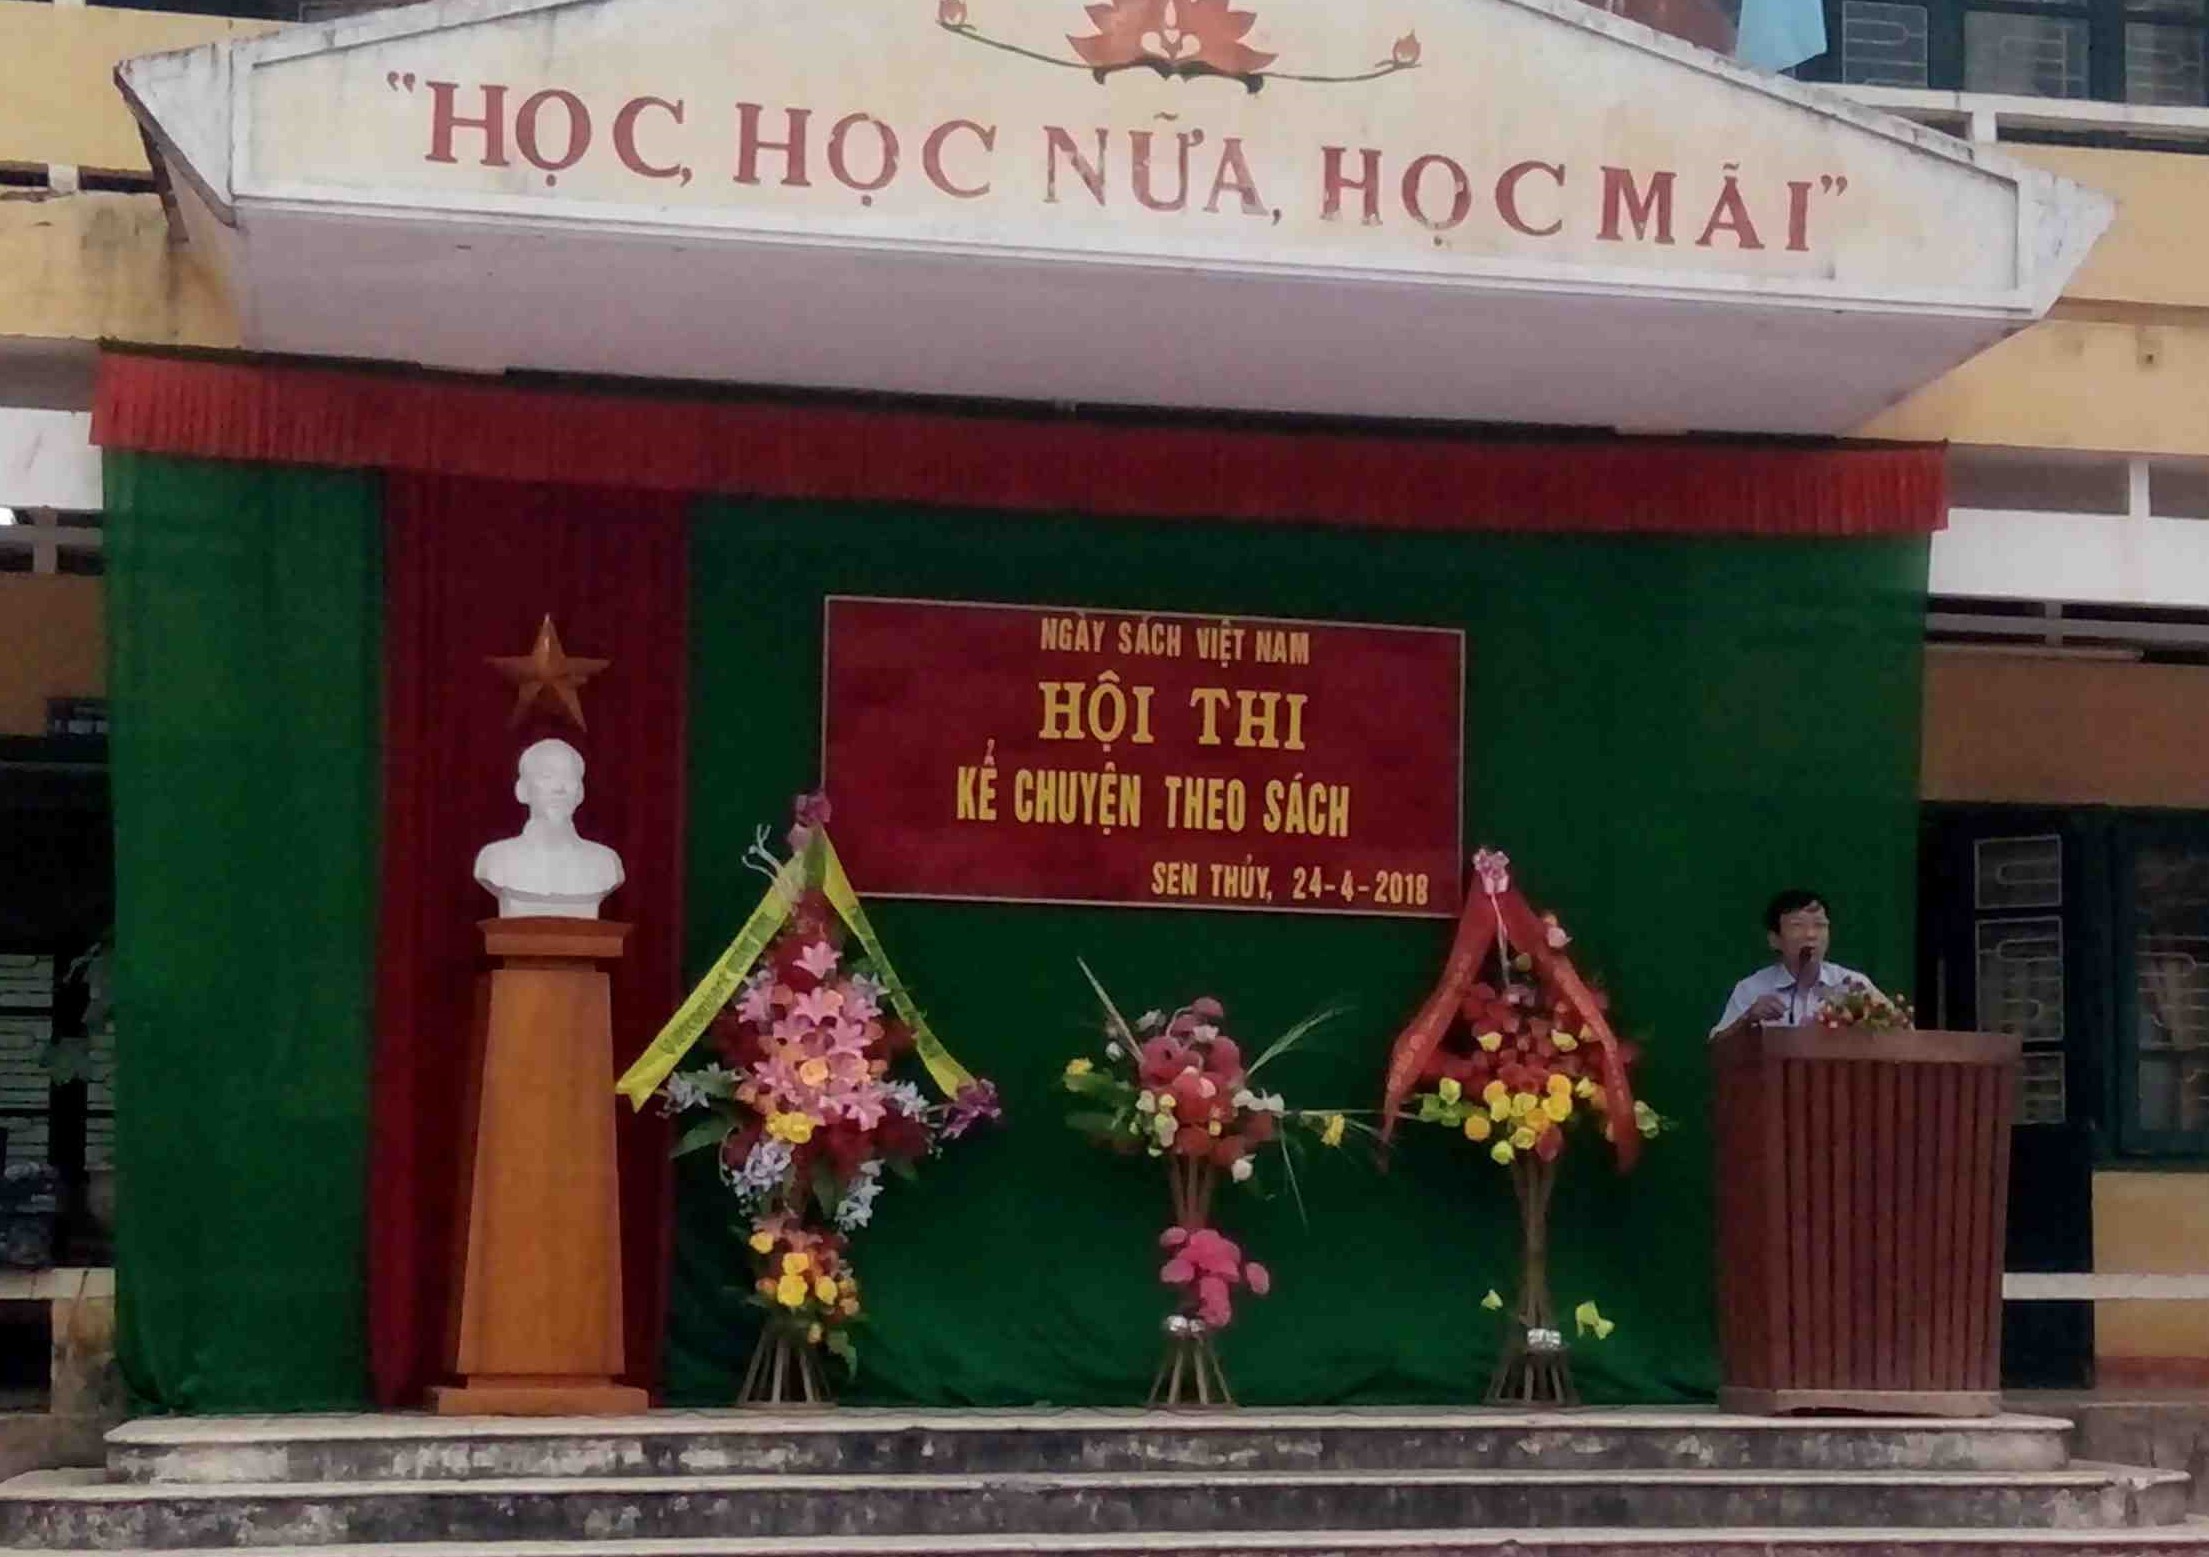 “HỌC, HỌC NỮA, HỌC MÃI”
NGÀY SÁCH VIỆT NAM
HỘI THI
KỂ CHUYỆN THEO SÁCH
SEN THỦY, 24-4-2018